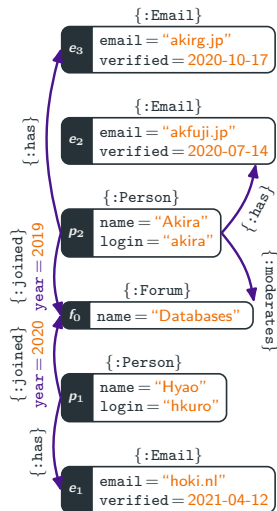 {:Email}
e3
email = "akirg.jp"
verified = 2020-10-17
{:has}
{:Email}
e2
email = "akfuji.jp"
verified = 2020-07-14
{:has}
{:Person}
p2
name = "Akira"
login = "akira"
{:joined}
year = 2019
{:moderates}
{:Forum}
f0
name = "Databases"
{:joined}
year = 2020
{:Person}
p1
name = "Hyao"
login = "hkuro"
{:has}
{:Email}
e1
email = "hoki.nl"
verified = 2021-04-12